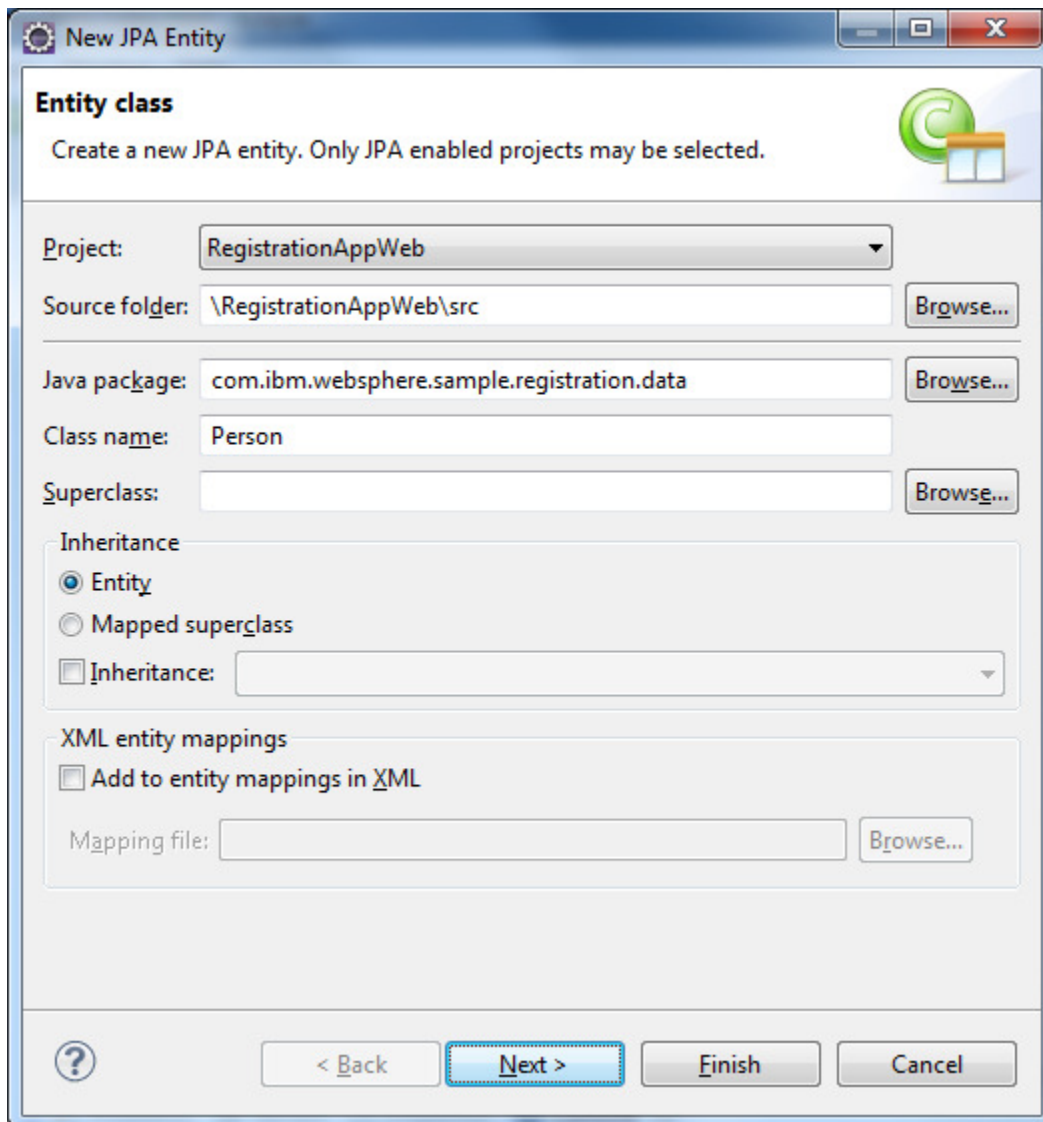 New JPA Entity
Entity class
Create a new JPA entity. Only JPA enabled projects may be selected.
Project: RegistrationAppWeb
Source folder: \RegistrationAppWeb\src Browse...
Java package: com.ibm.websphere.sample.registration.data Browse...
Class name: Person
Superclass: Browse...
Inheritance
Entity
Mapped superclass
Inheritance:
XML entity mappings
Add to entity mappings in XML
Mapping file: Browse...
? < Back Next > Finish Cancel